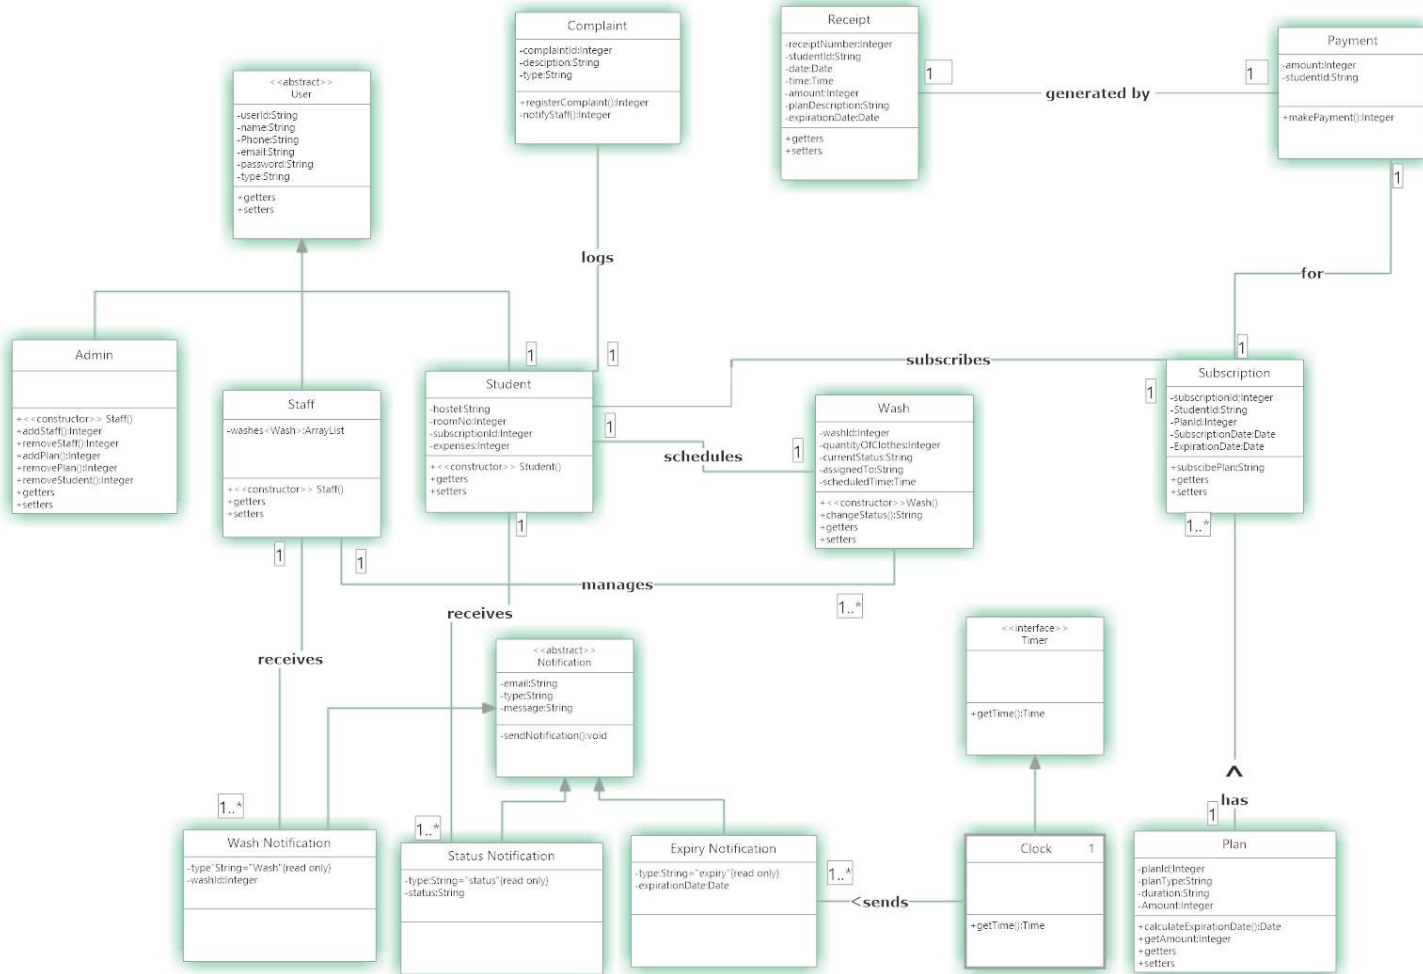 Complaint
-complaintId:Integer
-desciption:String
-type:String
+registerComplaint():Integer
-notifyStaff():Integer
Receipt
-receiptNumber:Integer
-studentId:String
-date:Date
-time:Time
-amount:Integer
-planDescription:String
-expirationDate:Date
+getters
+setters
1
generated by
1
Payment
-amount:Integer
-studentId:String
+makePayment():Integer
1
<<abstract>>
User
-userId:String
-name:String
-Phone:String
-email:String
-password:String
-type:String
+getters
+setters
logs
for
1
1
1
subscribes
1
Admin
+<<constructor>> Staff()
+addStaff():Integer
+removeStaff():Integer
+addPlan():Integer
+removePlan():Integer
+removeStudent():Integer
+getters
+setters
Staff
-washes<Wash>:ArrayList
+<<constructor>> Staff()
+getters
+setters
Student
-hostel:String
-roomNo:Integer
-subscriptionId:Integer
-expenses:Integer
+<<constructor>> Student()
+getters
+setters
1
schedules
1
Wash
-washId:Integer
-quantityOfClothes:Integer
-currentStatus:String
-assignedTo:String
-scheduledTime:Time
+<<constructor>>Wash()
+changeStatus():String
+getters
+setters
Subscription
-subscriptionId;Integer
-StudentId:String
-PlanId:Integer
-SubscriptionDate:Date
-ExpirationDate:Date
+subscibePlan:String
+getters
+setters
1
1
1
1..*
manages
1..*
receives
receives
<<abstract>>
Notification
-email:String
-type:String
-message:String
-sendNotification():void
<<interface>>
Timer
+getTime():Time
^
has
1
1..*
1..*
1..*
<sends
Wash Notification
-type"String="Wash"{read only}
-washId:Integer
Status Notification
-type:String="status"{read only}
-status:String
Expiry Notification
-type:String="expiry"{read only}
-expirationDate:Date
Clock 1
+getTime():Time
Plan
-planId;Integer
-planType:String
-duration:String
-Amount:Integer
+calculateExpirationDate():Date
+getAmount:Integer
+getters
+setters